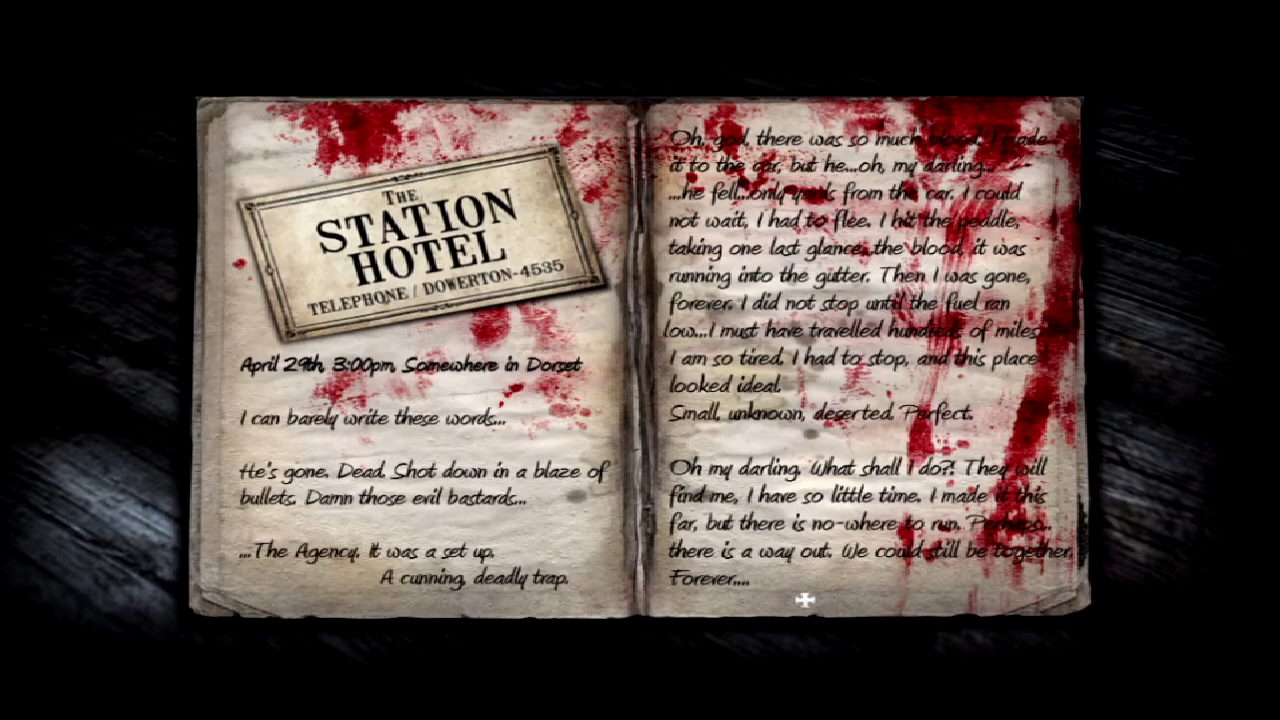 THE
STATION
HOTEL
TELEPHONE / DOWERTON-4535
April 29th, 3:00pm, Somewhere in Dorset
I can barely write these words...
He's gone. Dead. Shot down in a blaze of
bullets. Damn those evil bastards...
...The Agency. It was a set up.
A cunning, deadly trap.
Oh, god, there was so much blood. I made
it to the car, but he...oh, my darling...
...he fell...only yards from the car. I could
not wait, I had to flee. I hit the peddle,
taking one last glance...the blood, it was
running into the gutter. Then I was gone,
forever. I did not stop until the fuel ran
low...I must have travelled hundreds of miles.
I am so tired. I had to stop, and this place
looked ideal.
Small, unknown, deserted. Perfect.
Oh my darling. What shall I do?! They will
find me, I have so little time. I made it this
far, but there is no-where to run. Perhaps...
there is a way out. We could still be together.
Forever....